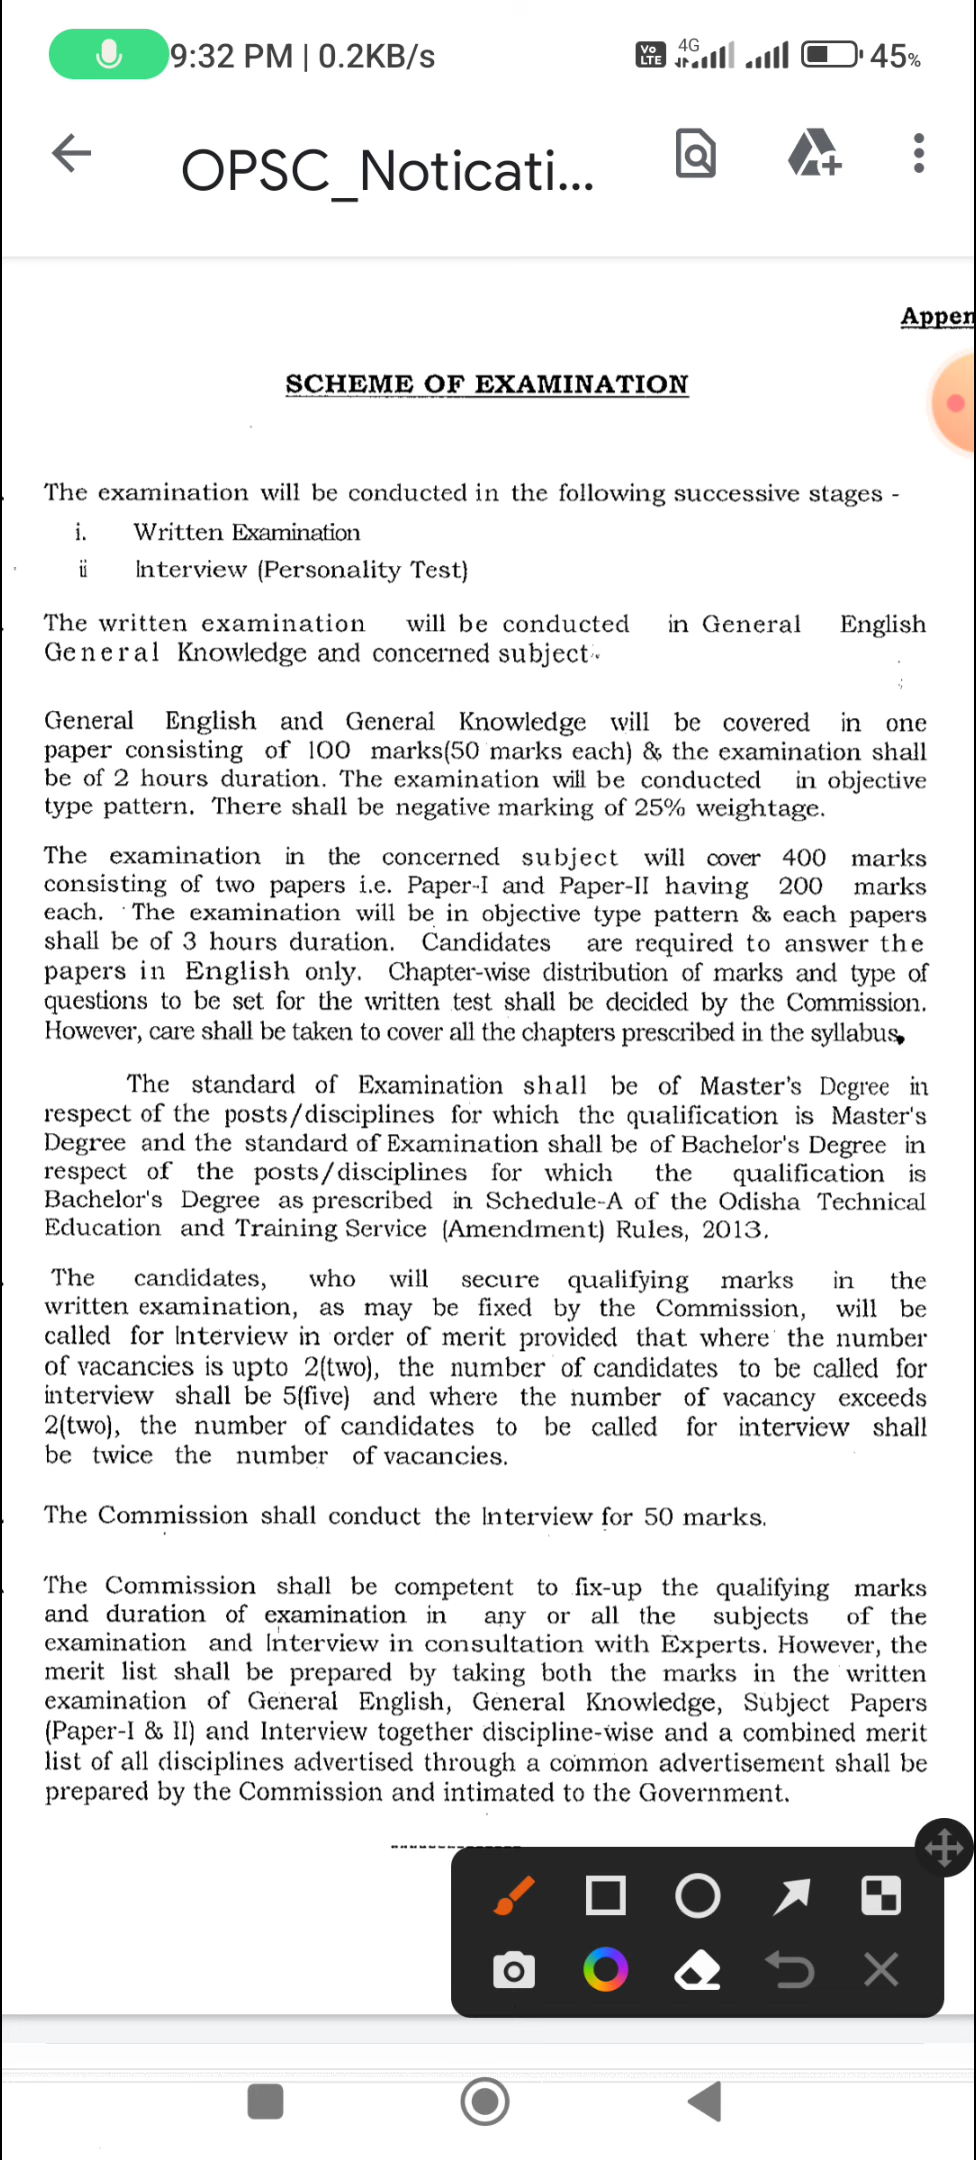 9:32 PM | 0.2KB/s
Vo LTE 4G 45%
OPSC_Noticati...
Appen
SCHEME OF EXAMINATION
The examination will be conducted in the following successive stages -
i. Written Examination
ii Interview (Personality Test)
The written examination will be conducted in General English
General Knowledge and concerned subject
General English and General Knowledge will be covered in one
paper consisting of 100 marks(50 marks each) & the examination shall
be of 2 hours duration. The examination will be conducted in objective
type pattern. There shall be negative marking of 25% weightage.
The examination in the concerned subject will cover 400 marks
consisting of two papers i.e. Paper-I and Paper-II having 200 marks
each. The examination will be in objective type pattern & each papers
shall be of 3 hours duration. Candidates are required to answer the
papers in English only. Chapter-wise distribution of marks and type of
questions to be set for the written test shall be decided by the Commission.
However, care shall be taken to cover all the chapters prescribed in the syllabus.
The standard of Examination shall be of Master's Degree in
respect of the posts/disciplines for which the qualification is Master's
Degree and the standard of Examination shall be of Bachelor's Degree in
respect of the posts/disciplines for which the qualification is
Bachelor's Degree as prescribed in Schedule-A of the Odisha Technical
Education and Training Service (Amendment) Rules, 2013.
The candidates, who will secure qualifying marks in the
written examination, as may be fixed by the Commission, will be
called for Interview in order of merit provided that where the number
of vacancies is upto 2(two), the number of candidates to be called for
interview shall be 5(five) and where the number of vacancy exceeds
2(two), the number of candidates to be called for interview shall
be twice the number of vacancies.
The Commission shall conduct the Interview for 50 marks.
The Commission shall be competent to fix-up the qualifying marks
and duration of examination in any or all the subjects of the
examination and Interview in consultation with Experts. However, the
merit list shall be prepared by taking both the marks in the written
examination of General English, General Knowledge, Subject Papers
(Paper-I & II) and Interview together discipline-wise and a combined merit
list of all disciplines advertised through a common advertisement shall be
prepared by the Commission and intimated to the Government.